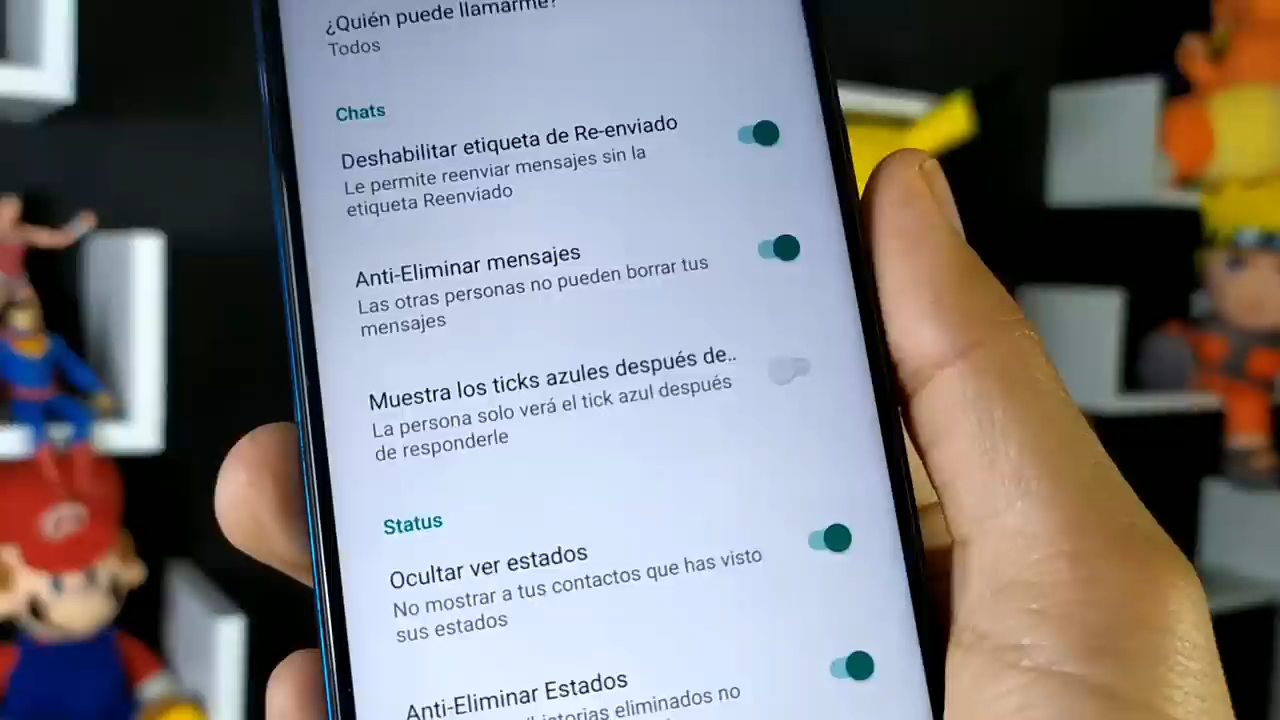 ¿Quién puede llamarme?
Todos
Chats
Deshabilitar etiqueta de Re-enviado
Le permite reenviar mensajes sin la
etiqueta Reenviado
Anti-Eliminar mensajes
Las otras personas no pueden borrar tus
mensajes
Muestra los ticks azules después de..
La persona solo verá el tick azul después
de responderle
Status
Ocultar ver estados
No mostrar a tus contactos que has visto
sus estados
Anti-Eliminar Estados
eliminados no